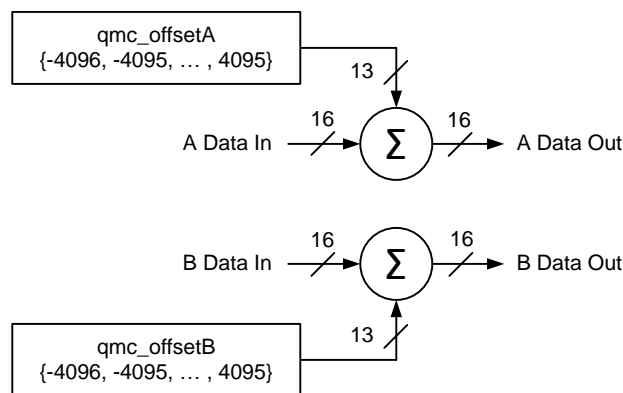 qmc_offsetA
{-4096, -4095, … , 4095}
13
16
16
A Data In
Σ
A Data Out
16
16
B Data In
Σ
B Data Out
13
qmc_offsetB
{-4096, -4095, … , 4095}